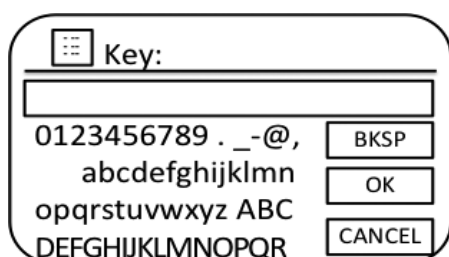 Key:
0123456789 . _-@,
abcdefghijklmn
opqrstuvwxyz ABC
DEFGHIJKLMNOPQR
BKSP
OK
CANCEL